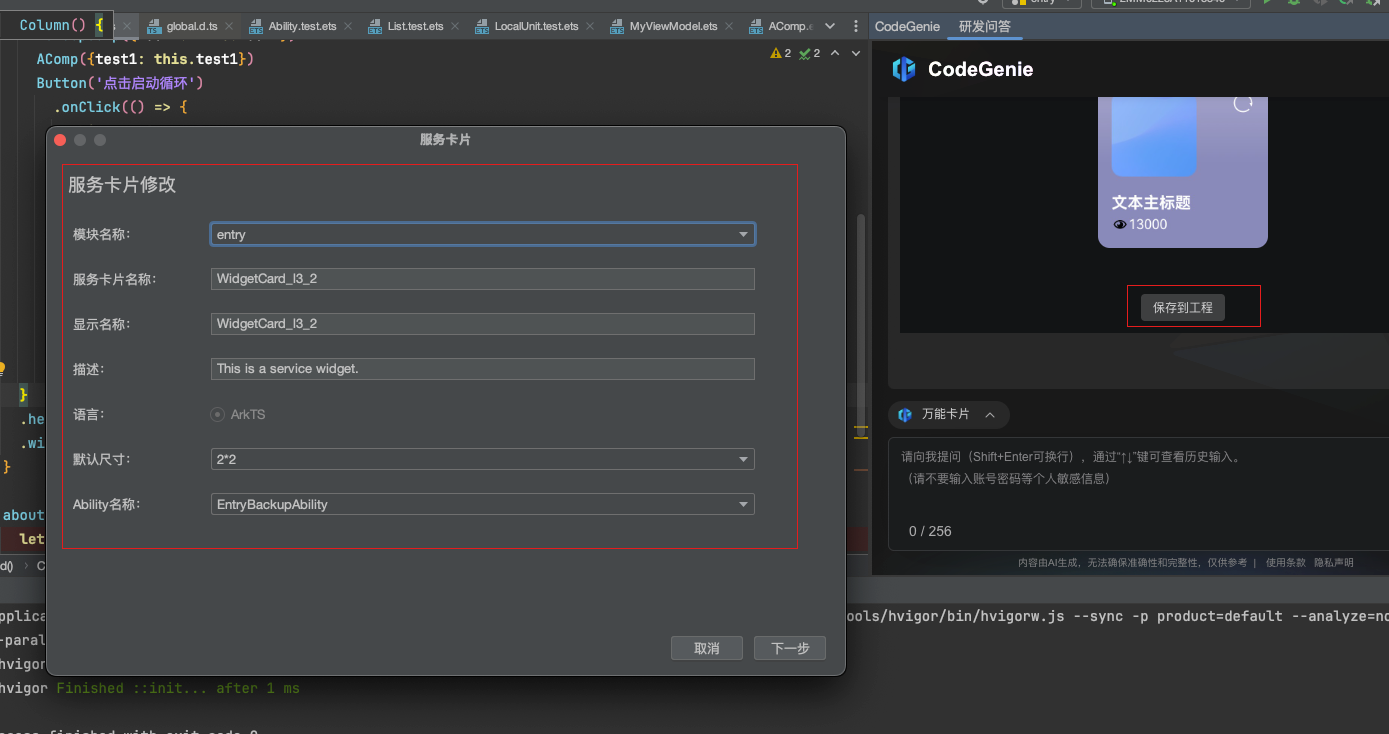 Column() {
global.d.ts
Ability.test.ets
List.test.ets
LocalUnit.test.ets
MyViewModel.ets
AComp.e
CodeGenie
研发问答
AComp({test1: this.test1})
2
2
Button('点击启动循环')
.onClick(() => {
CodeGenie
服务卡片
服务卡片修改
模块名称：
entry
服务卡片名称：
WidgetCard_l3_2
显示名称：
WidgetCard_l3_2
描述：
This is a service widget.
语言：
ArkTS
默认尺寸：
2*2
Ability名称：
EntryBackupAbility
取消
下一步
}
.he
.wi
}
about
let
d()
C
文本主标题
13000
保存到工程
万能卡片
请向我提问（Shift+Enter可换行），通过“↑↓”键可查看历史输入。
（请不要输入账号密码等个人敏感信息）
0 / 256
内容由AI生成，无法确保准确性和完整性，仅供参考 | 使用条款 隐私声明
pplica
ools/hvigor/bin/hvigorw.js --sync -p product=default --analyze=no
-paral
hvigor
hvigor Finished ::init... after 1 ms